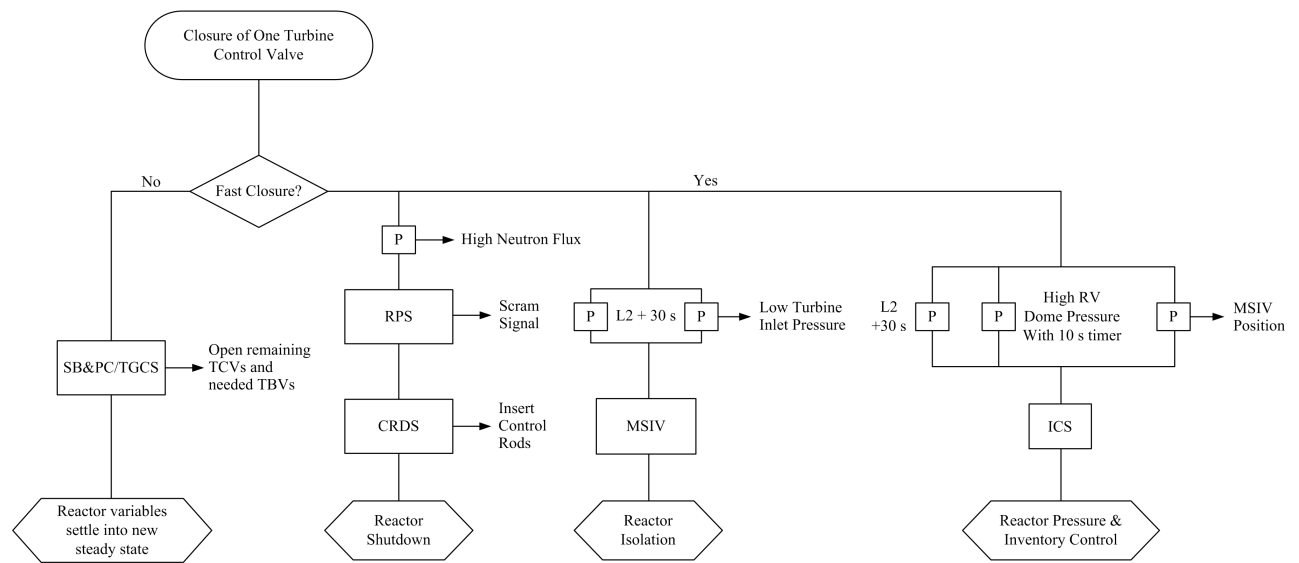 Closure of One Turbine
Control Valve
No
Fast Closure?
Yes
P
High Neutron Flux
RPS
Scram
Signal
CRDS
Insert
Control
Rods
SB&PC/TGCS
Open remaining
TCVs and
needed TBVs
P
L2 + 30 s
P
Low Turbine
Inlet Pressure
MSIV
L2
+30 s
P
P
High RV
Dome Pressure
With 10 s timer
P
MSIV
Position
ICS
Reactor variables
settle into new
steady state
Reactor
Shutdown
Reactor
Isolation
Reactor Pressure &
Inventory Control